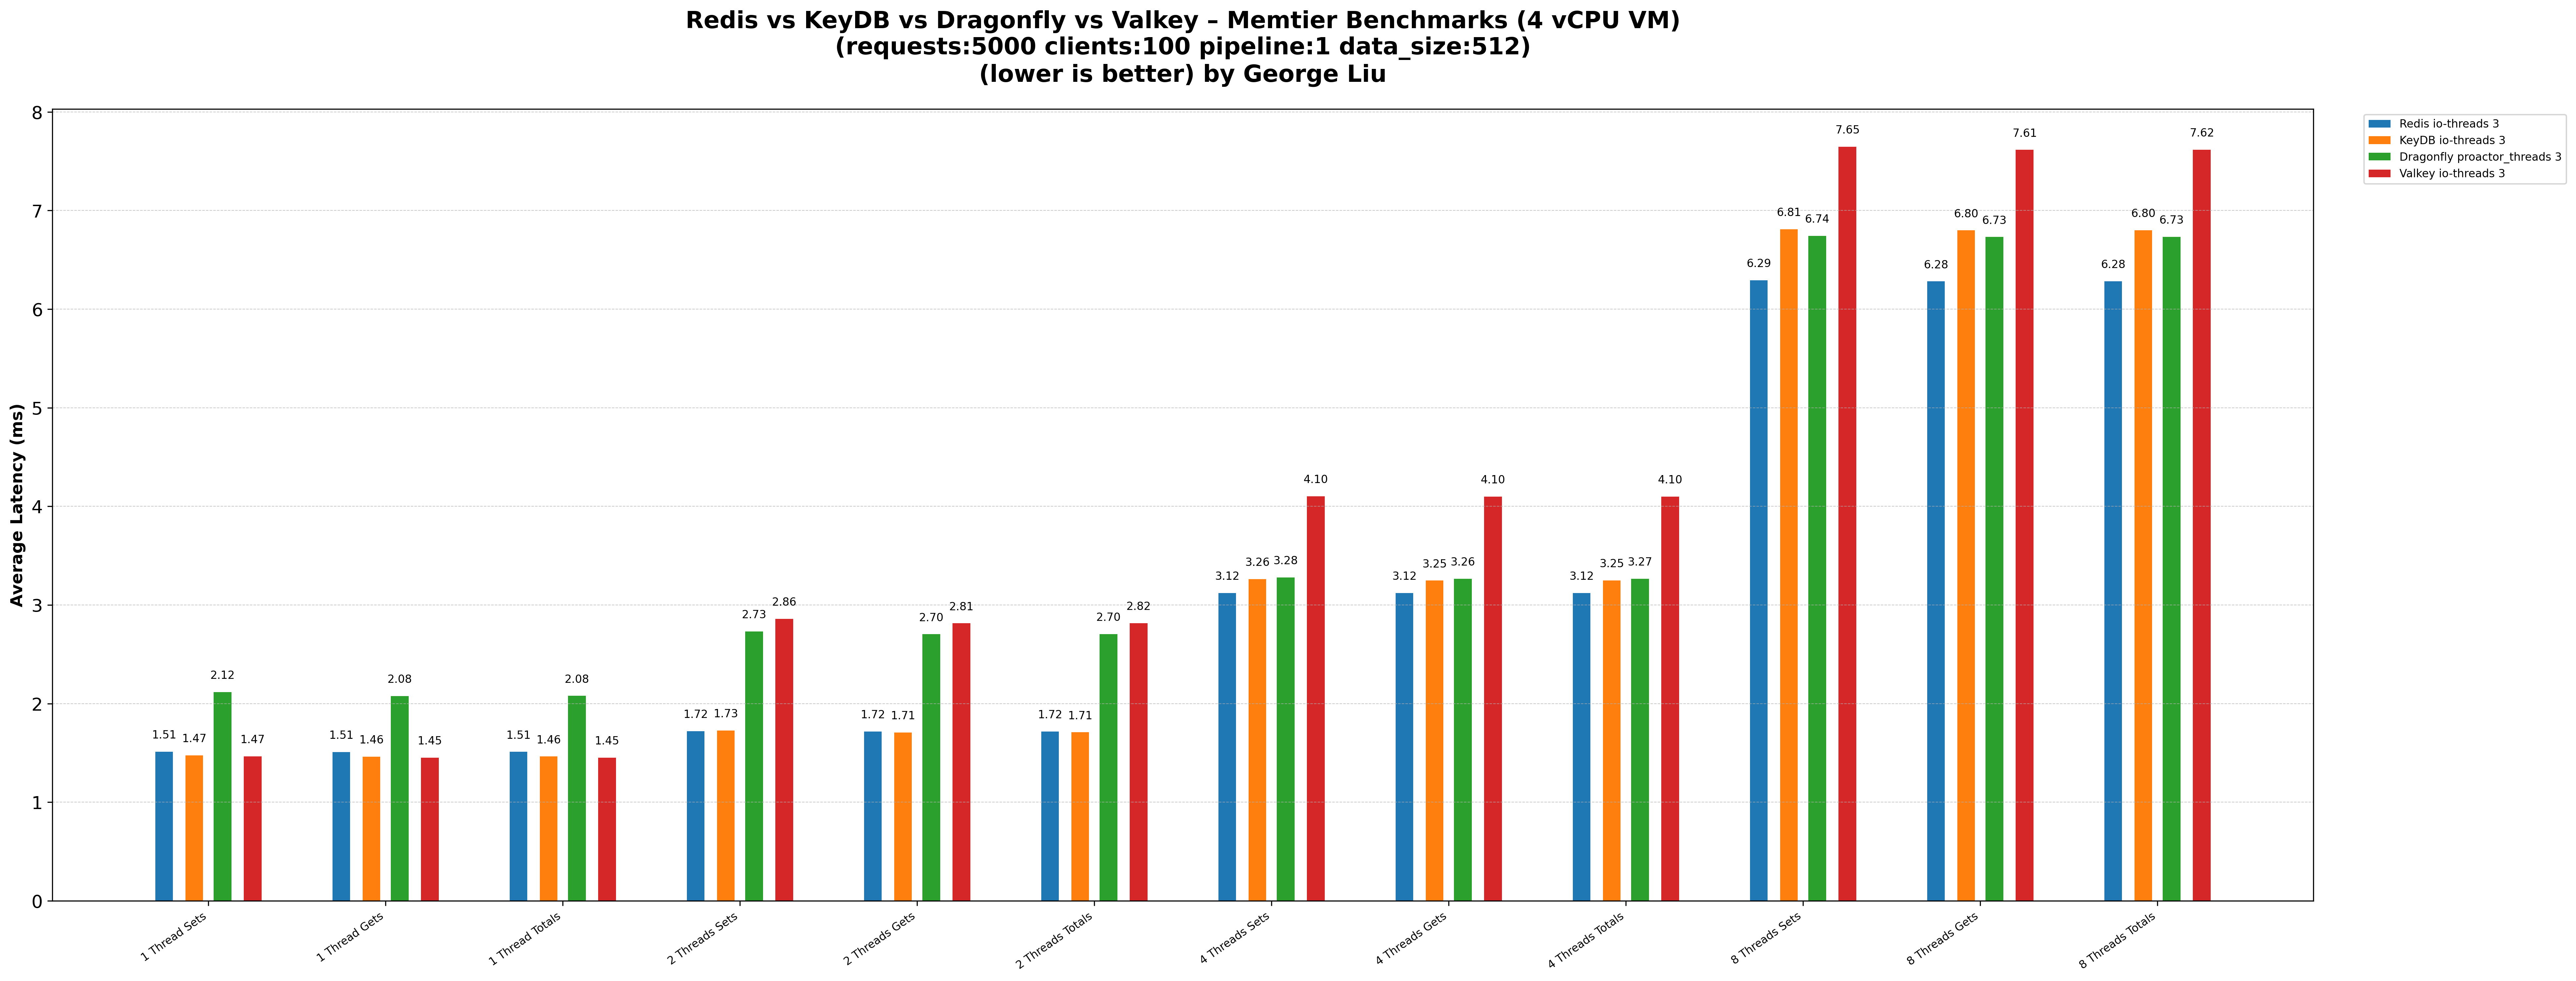 Redis vs KeyDB vs Dragonfly vs Valkey – Memtier Benchmarks (4 vCPU VM)
(requests:5000 clients:100 pipeline:1 data_size:512)
(lower is better) by George Liu
Average Latency (ms)
8
7
6
5
4
3
2
1
0
1.51 1.47 2.12 1.47
1.51 1.46 2.08 1.45
1.51 1.46 2.08 1.45
1.72 1.73 2.73 2.86
1.72 1.71 2.70 2.81
1.72 1.71 2.70 2.82
3.12 3.26 3.28 4.10
3.12 3.25 3.26 4.10
3.12 3.25 3.27 4.10
6.29 6.81 6.74 7.65
6.28 6.80 6.73 7.61
6.28 6.80 6.73 7.62
1 Thread Sets
1 Thread Gets
1 Thread Totals
2 Threads Sets
2 Threads Gets
2 Threads Totals
4 Threads Sets
4 Threads Gets
4 Threads Totals
8 Threads Sets
8 Threads Gets
8 Threads Totals
Redis io-threads 3
KeyDB io-threads 3
Dragonfly proactor_threads 3
Valkey io-threads 3